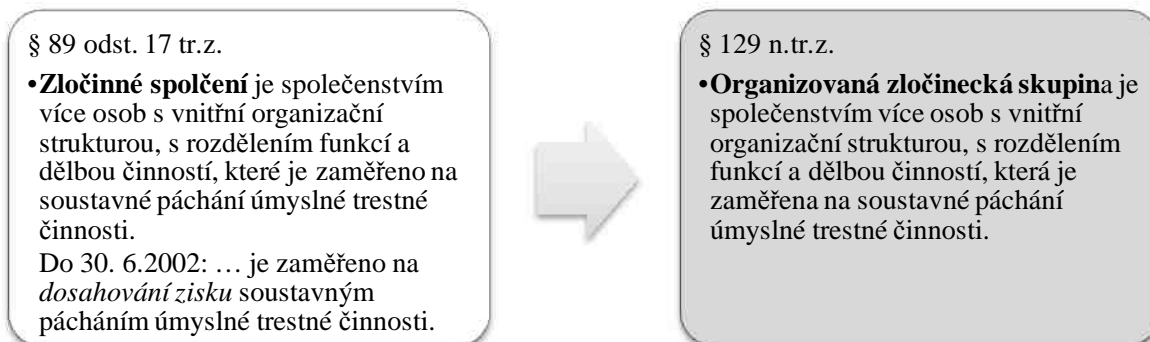 § 89 odst. 17 tr.z.
•Zločinné spolčení je společenstvím
více osob s vnitřní organizační
strukturou, s rozdělením funkcí a
dělbou činností, které je zaměřeno na
soustavné páchání úmyslné trestné
činnosti.
Do 30. 6.2002: … je zaměřeno na
dosahování zisku soustavným
pácháním úmyslné trestné činnosti.
§ 129 n.tr.z.
•Organizovaná zločinecká skupina je
společenstvím více osob s vnitřní
organizační strukturou, s rozdělením
funkcí a dělbou činností, která je
zaměřena na soustavné páchání
úmyslné trestné činnosti.